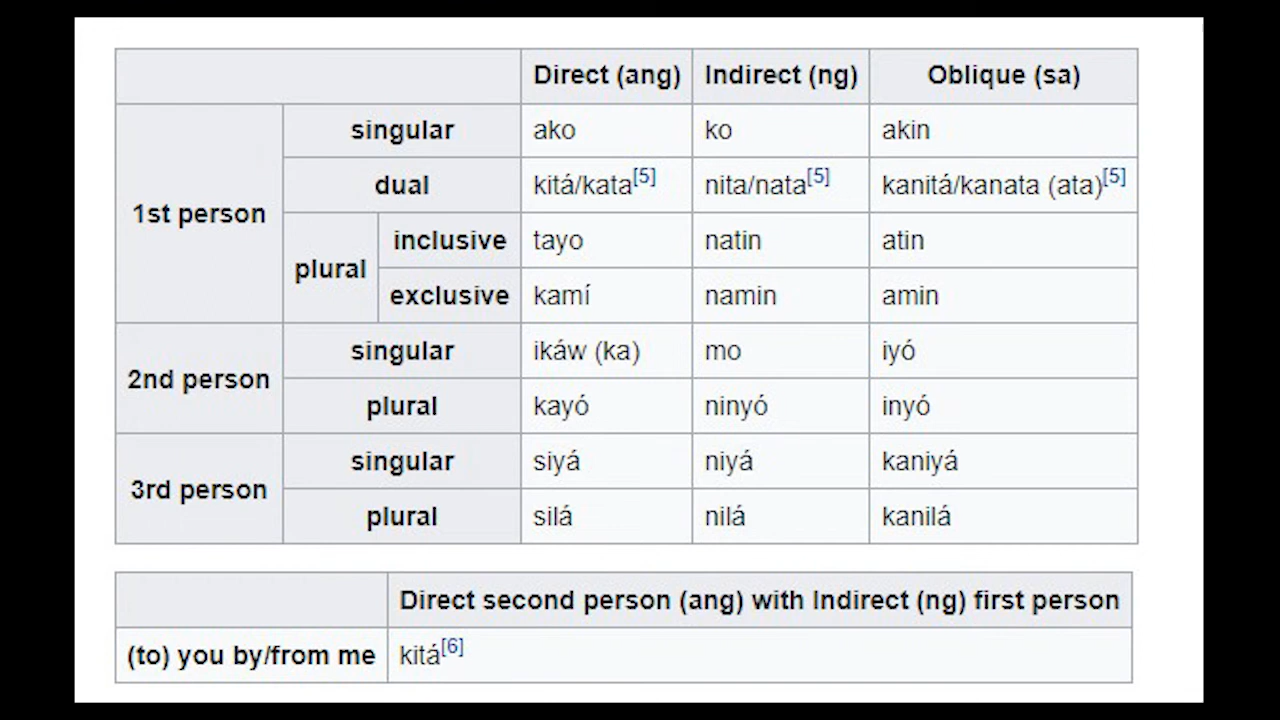 Direct (ang) Indirect (ng) Oblique (sa)
1st person singular ako ko akin
dual kitá/kata[5] nita/nata[5] kanitá/kanata (ata)[5]
plural inclusive tayo natin atin
exclusive kamí namin amin
2nd person singular ikáw (ka) mo iyó
plural kayó ninyó inyó
3rd person singular siyá niyá kaniyá
plural silá nilá kanilá
Direct second person (ang) with Indirect (ng) first person
(to) you by/from me kitá[6]